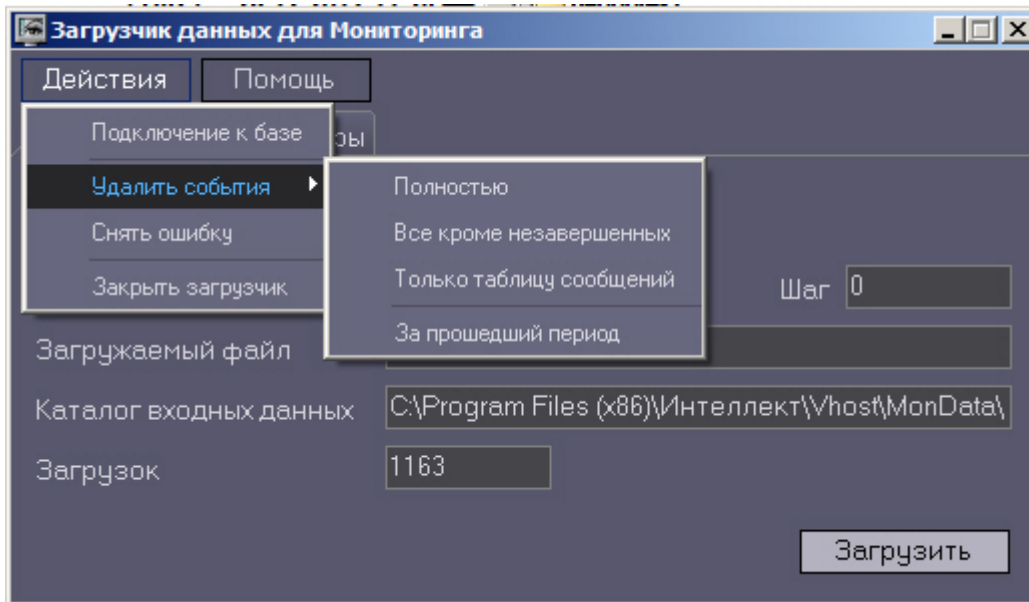 Загрузчик данных для Мониторинга
Действия Помощь
Подключение к базе
Удалить события
Снять ошибку
Закрыть загрузчик
Полностью
Все кроме незавершенных
Только таблицу сообщений
За прошедший период
Шаг 0
Загружаемый файл
Каталог входных данных C:\Program Files (x86)\Интеллект\Vhost\MonData\
Загрузок 1163
Загрузить